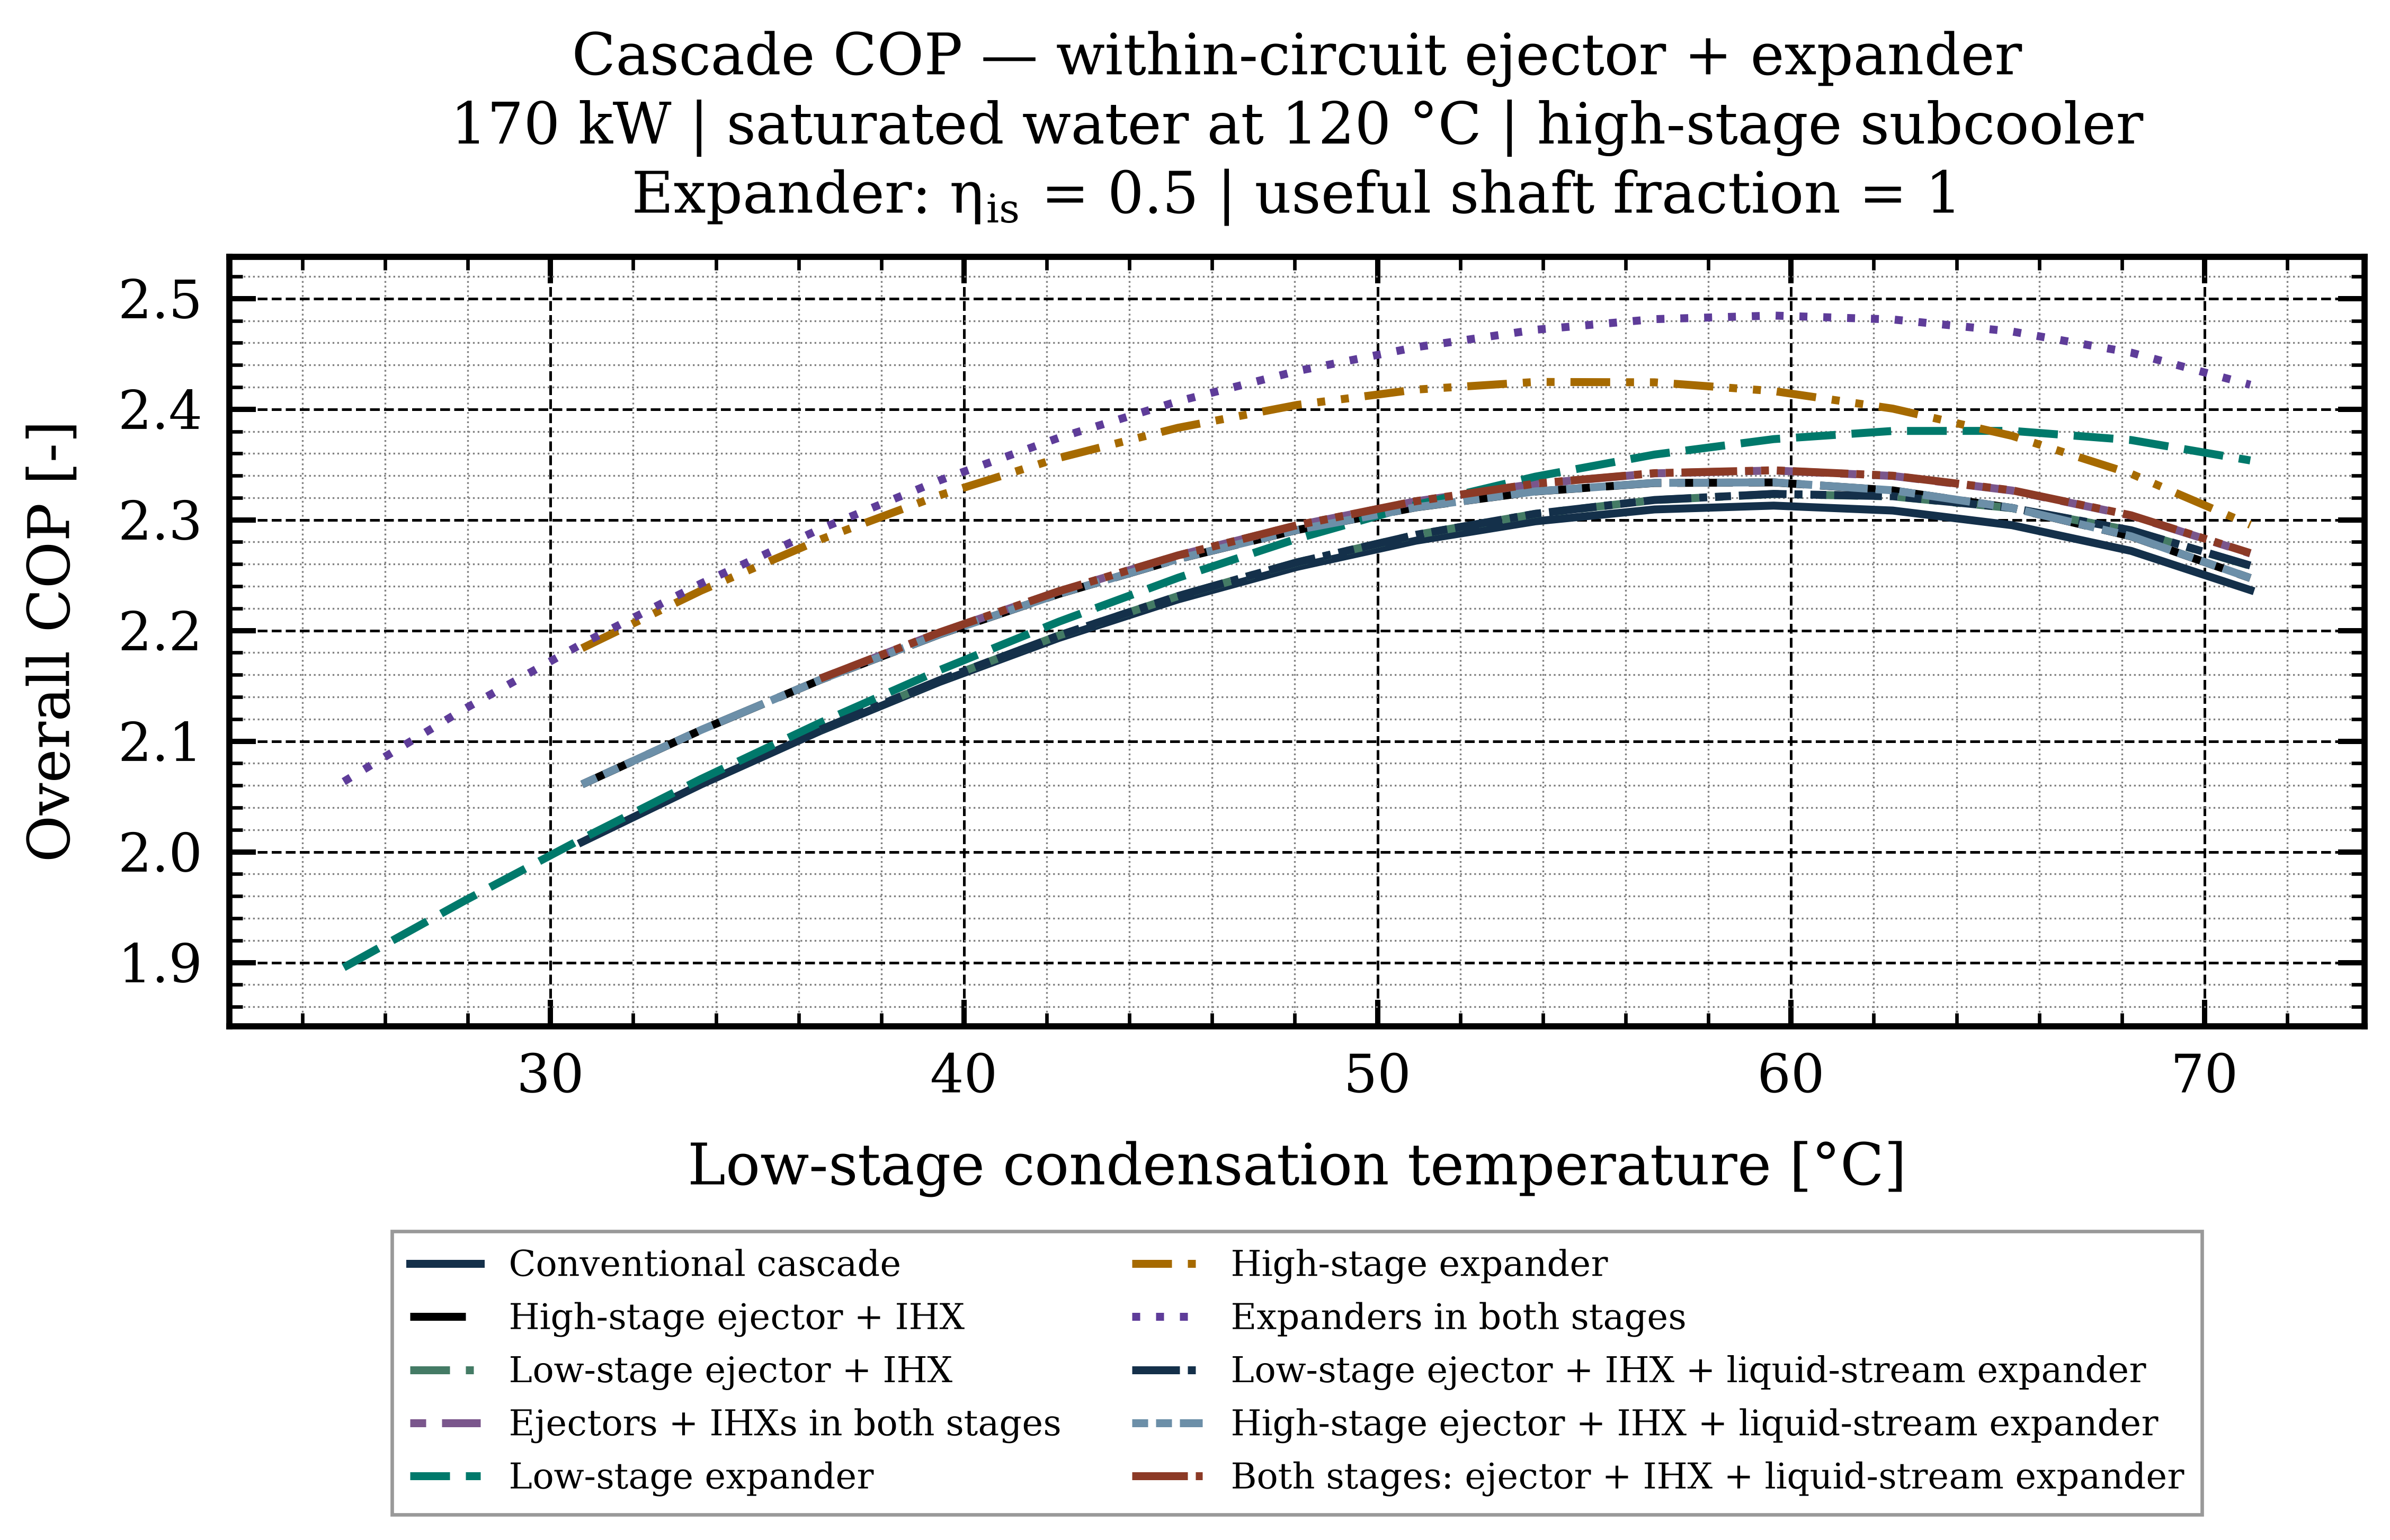 Cascade COP — within-circuit ejector + expander
170 kW | saturated water at 120 °C | high-stage subcooler
Expander: ηis = 0.5 | useful shaft fraction = 1
Overall COP [-]
2.5
2.4
2.3
2.2
2.1
2.0
1.9
30 40 50 60 70
Low-stage condensation temperature [°C]
Conventional cascade
High-stage ejector + IHX
Low-stage ejector + IHX
Ejectors + IHXs in both stages
Low-stage expander
High-stage expander
Expanders in both stages
Low-stage ejector + IHX + liquid-stream expander
High-stage ejector + IHX + liquid-stream expander
Both stages: ejector + IHX + liquid-stream expander